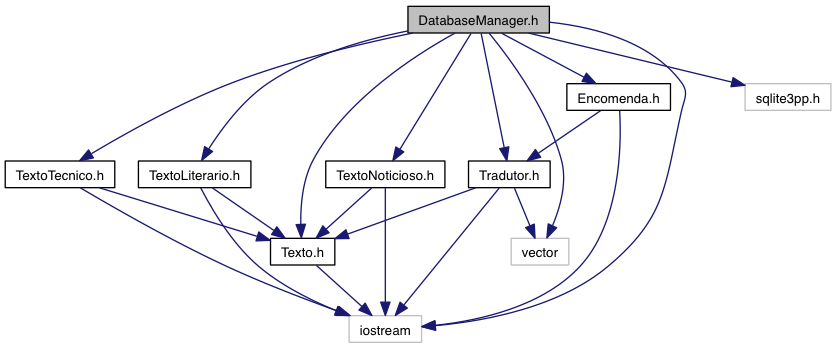 DatabaseManager.h
Encomenda.h
sqlite3pp.h
TextoTecnico.h
TextoLiterario.h
TextoNoticioso.h
Tradutor.h
Texto.h
vector
iostream